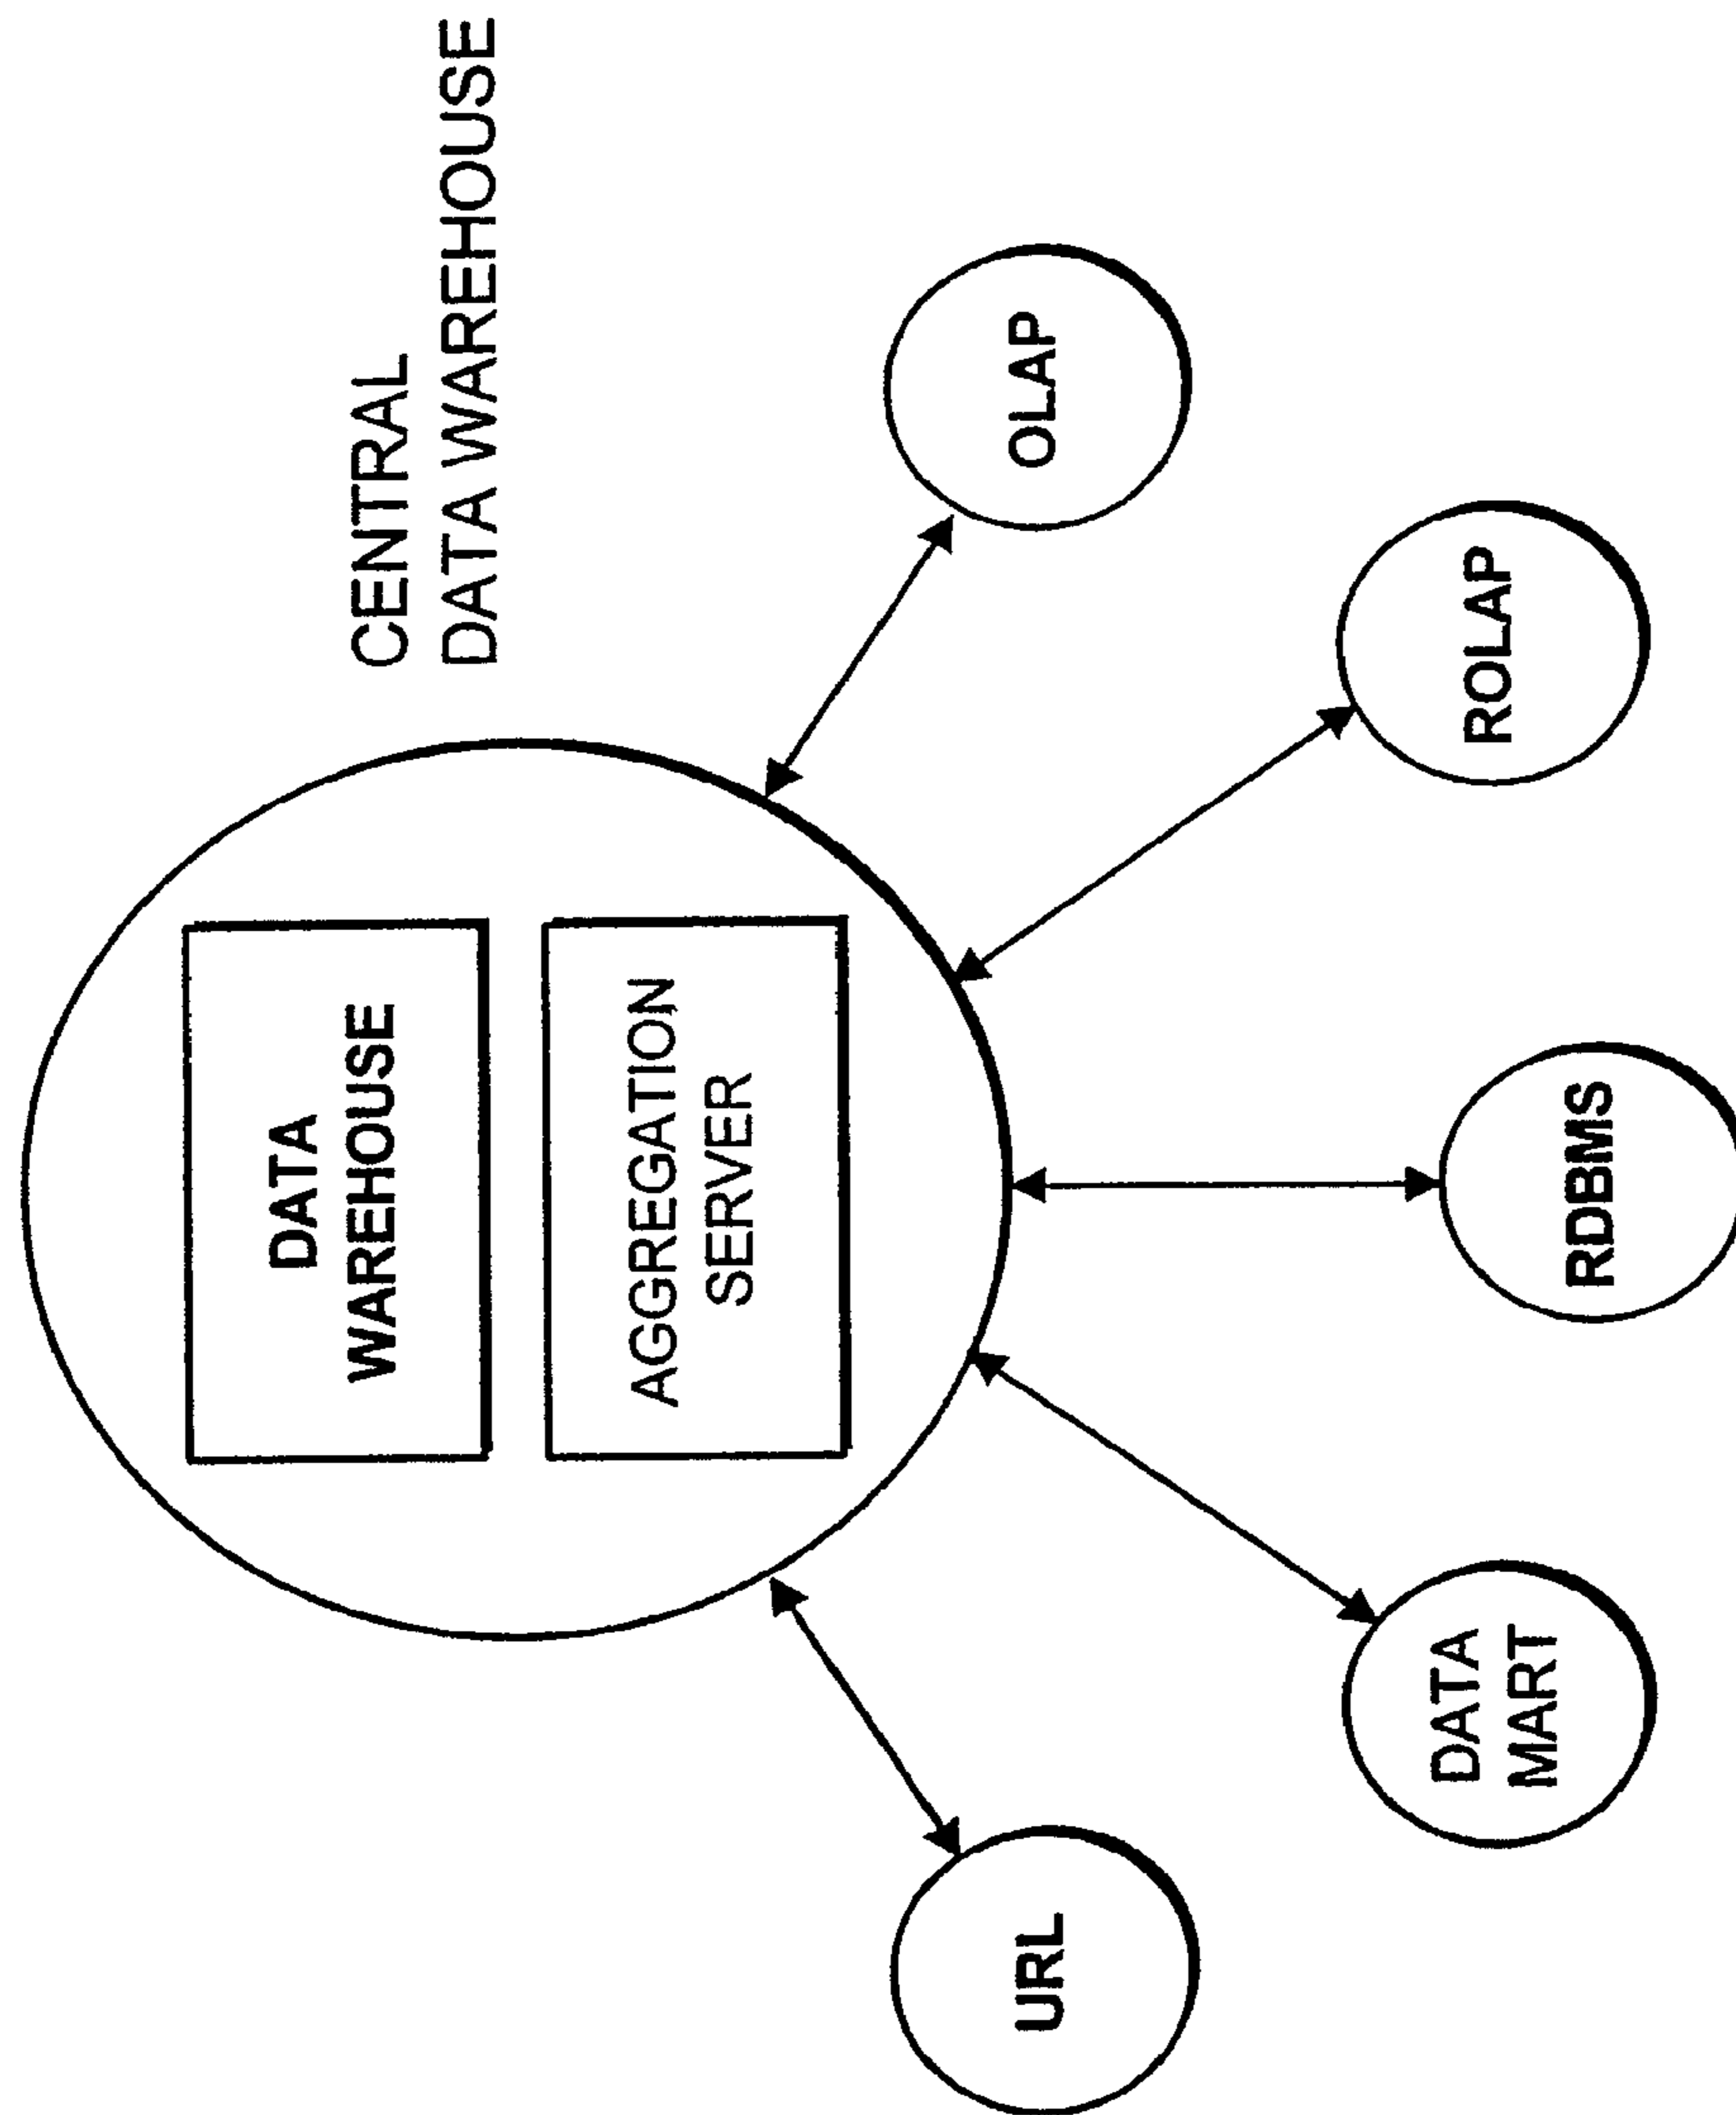 CENTRAL
DATA WAREHOUSE
DATA
WAREHOUSE
AGGREGATION
SERVER
URL
DATA
MART
RDBMS
ROLAP
OLAP